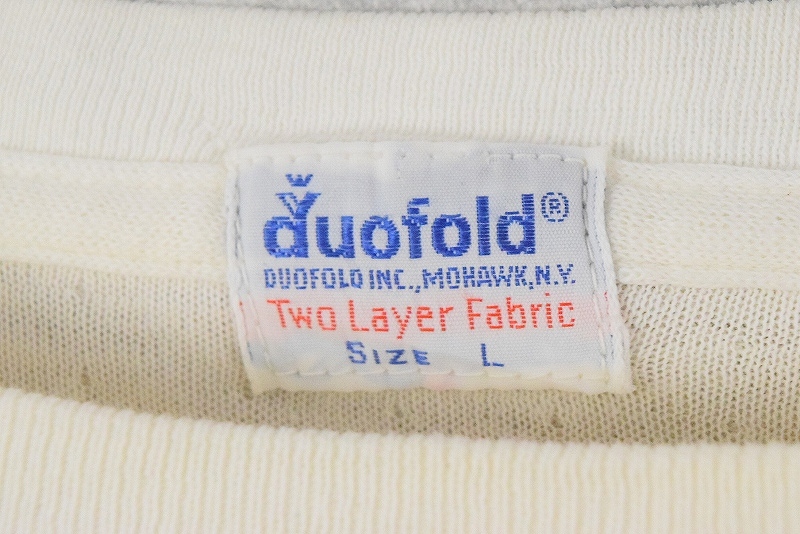 duofold®
DUOFOLD INC., MOHAWK, N.Y.
Two Layer Fabric
SIZE L